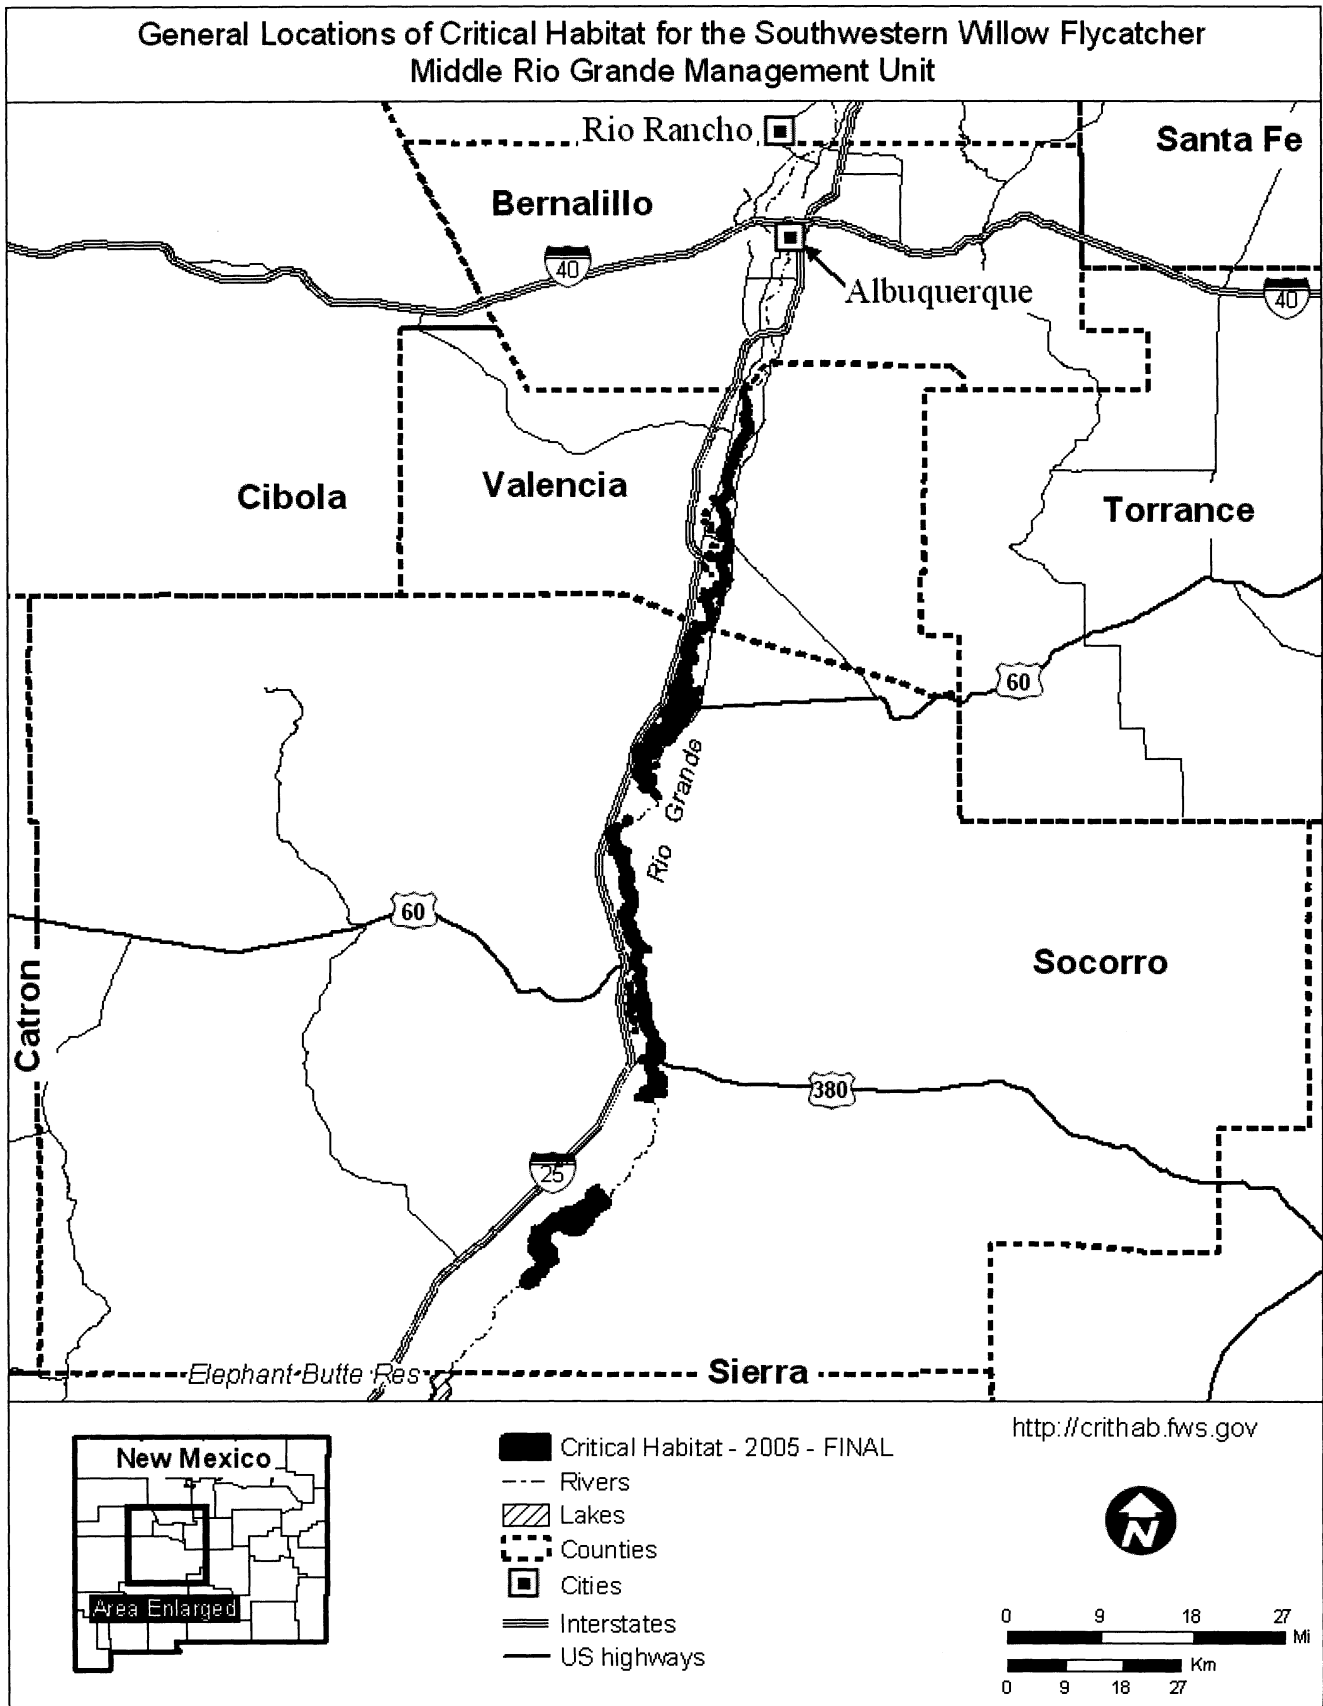 General Locations of Critical Habitat for the Southwestern Willow Flycatcher
Middle Rio Grande Management Unit
Rio Rancho
Santa Fe
Bernalillo
40
Albuquerque
40
Cibola
Valencia
Torrance
60
Rio Grande
60
Socorro
Catron
380
25
Elephant Butte Res
Sierra
New Mexico
Area Enlarged
Critical Habitat - 2005 - FINAL
Rivers
Lakes
Counties
Cities
Interstates
US highways
http://crithab.fws.gov
N
0 9 18 27
Mi
Km
0 9 18 27